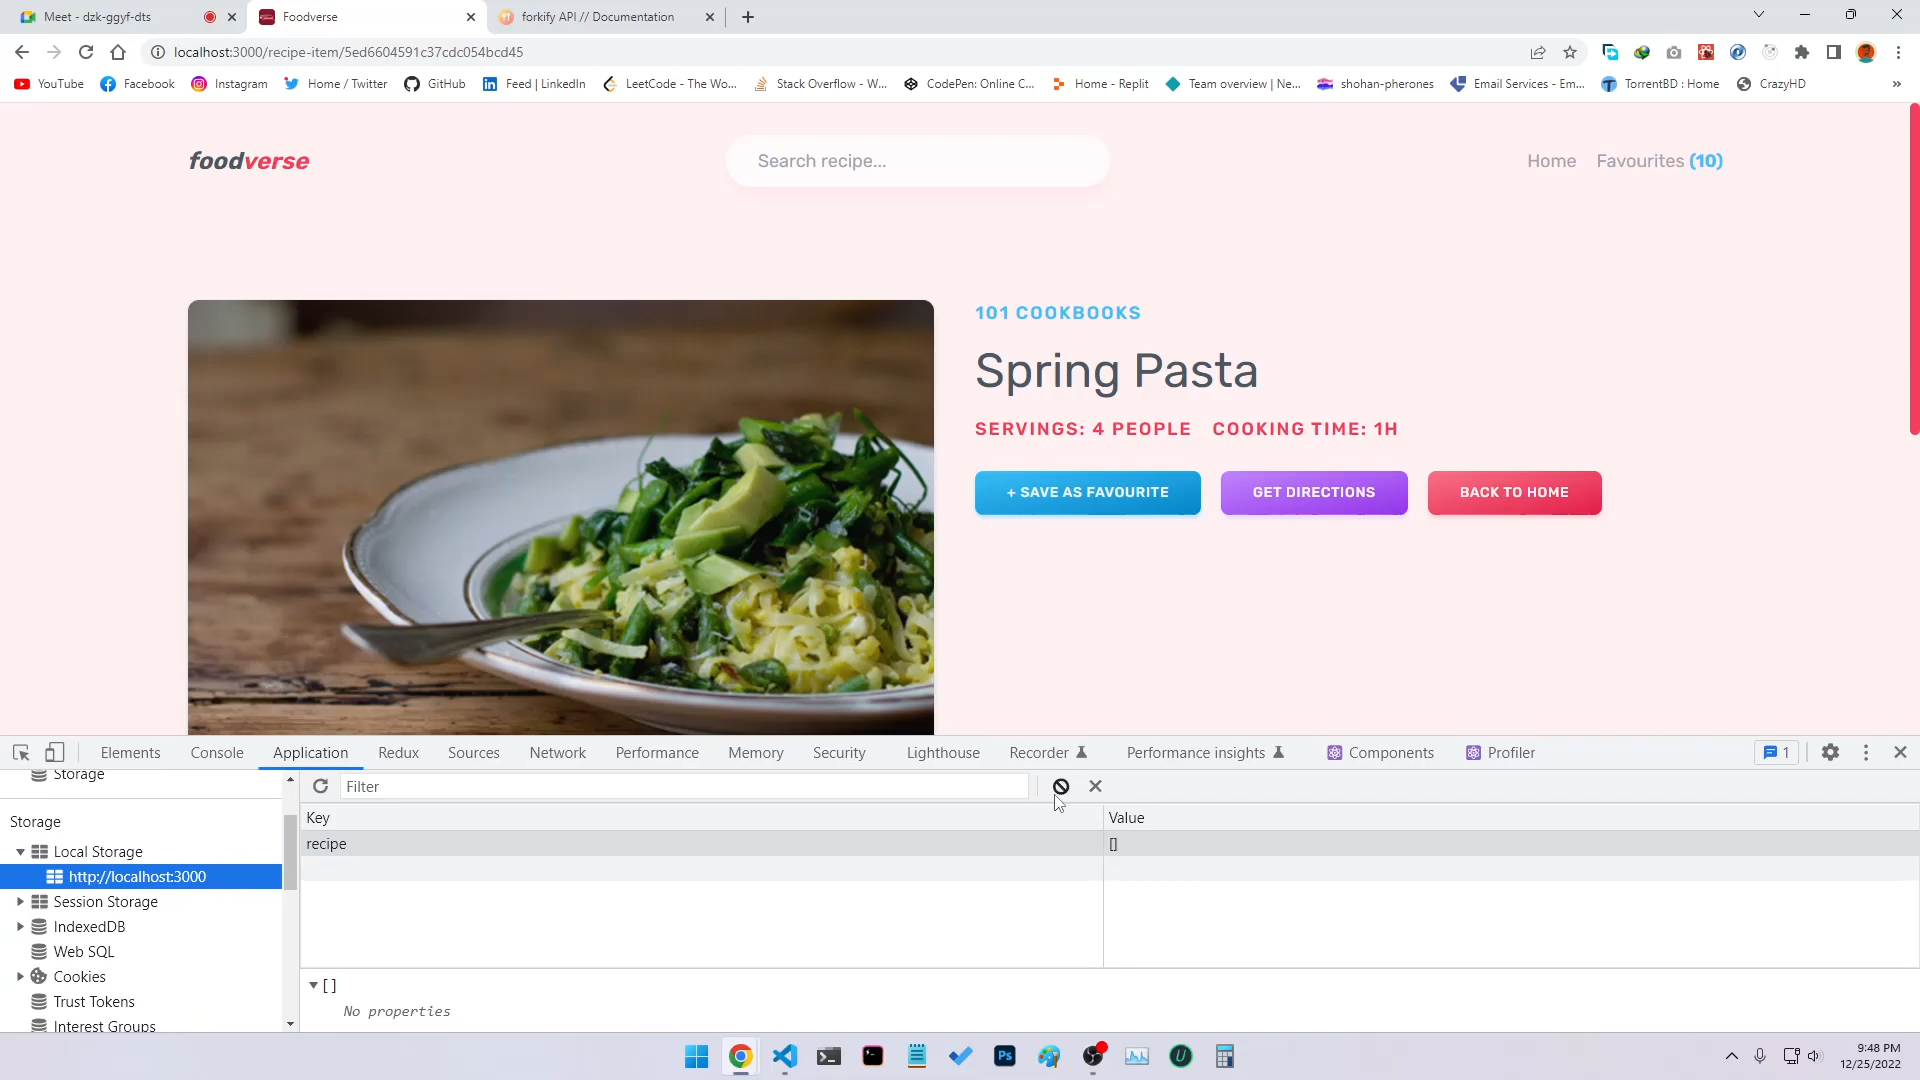 Meet - dzk-ggyf-dts
Foodverse
forkify API // Documentation
localhost:3000/recipe-item/5ed6604591c37cdc054bcd45
YouTube
Facebook
Instagram
Home / Twitter
GitHub
Feed | LinkedIn
LeetCode - The Wo...
Stack Overflow - W...
CodePen: Online C...
Home - Replit
Team overview | Ne...
shohan-pherones
Email Services - Em...
TorrentBD : Home
CrazyHD
»
foodverse
Search recipe...
Home
Favourites (10)
101 COOKBOOKS
Spring Pasta
SERVINGS: 4 PEOPLE COOKING TIME: 1H
+ SAVE AS FAVOURITE
GET DIRECTIONS
BACK TO HOME
Elements
Console
Application
Redux
Sources
Network
Performance
Memory
Security
Lighthouse
Recorder
Performance insights
Components
Profiler
1
Storage
Filter
Storage
Local Storage
http://localhost:3000
Session Storage
IndexedDB
Web SQL
Cookies
Trust Tokens
Interest Groups
Key
Value
recipe
[]
[]
No properties
Ps
U
9:48 PM
12/25/2022